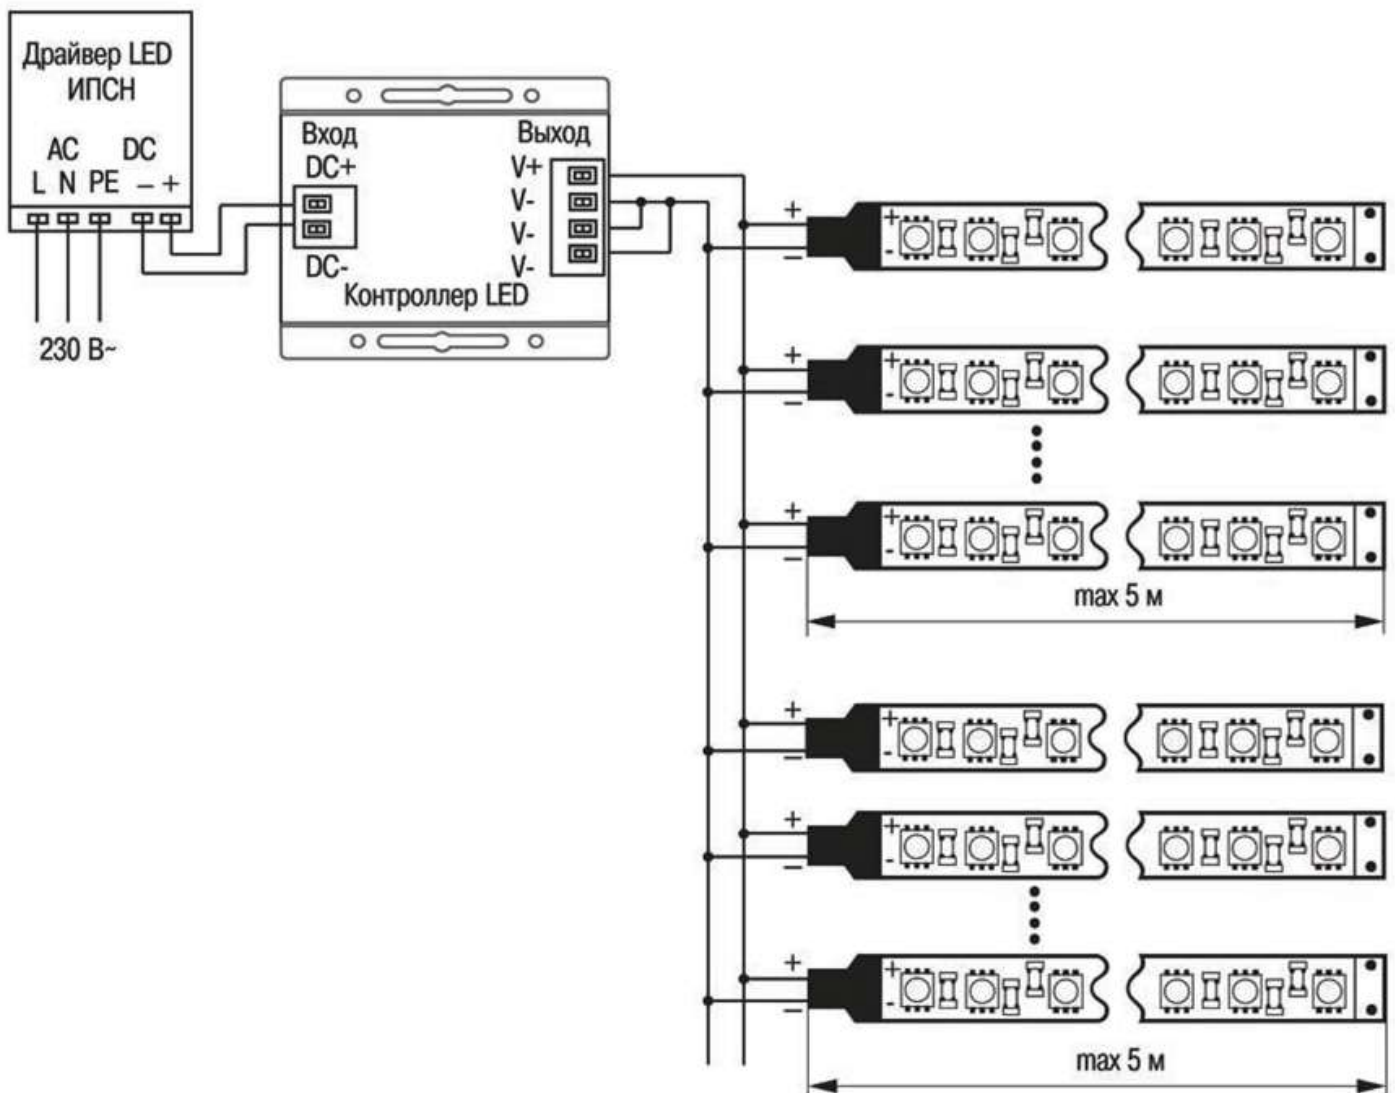 Драйвер LED
ИПСН
AC DC
L N PE – +
230 В~
Вход
DC+
DC-
Выход
V+
V-
V-
V-
Контроллер LED
+
–
+
-
+
–
+
-
+
–
+
-
max 5 м
+
–
+
-
+
–
+
-
+
–
+
-
max 5 м